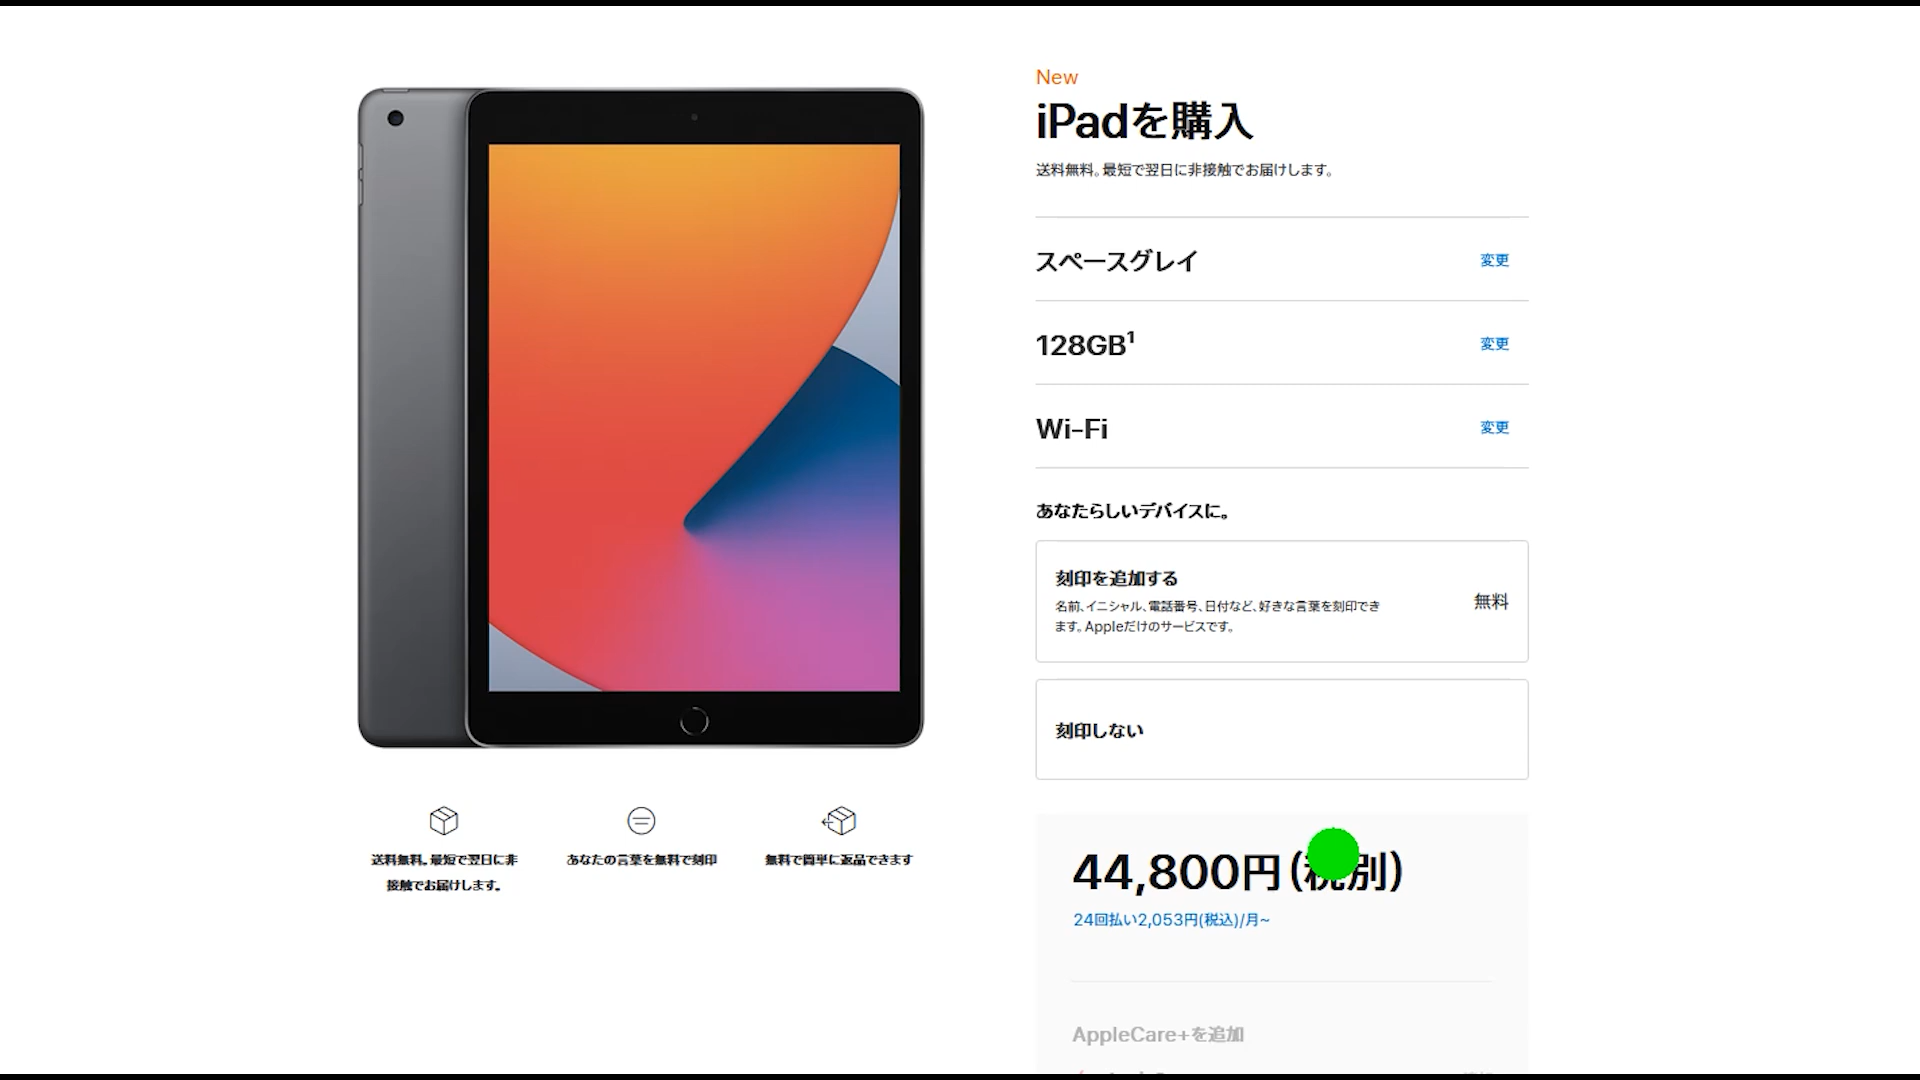 New
iPadを購入
送料無料。最短で翌日に非接触でお届けします。
スペースグレイ
変更
128GB1
変更
Wi-Fi
変更
あなたらしいデバイスに。
刻印を追加する
名前、イニシャル、電話番号、日付など、好きな言葉を刻印でき
ます。Appleだけのサービスです。
無料
刻印しない
送料無料。最短で翌日に非
接触でお届けします。
あなたの言葉を無料で刻印
無料で簡単に返品できます
44,800円(税別)
24回払い2,053円(税込)/月~
AppleCare+を追加